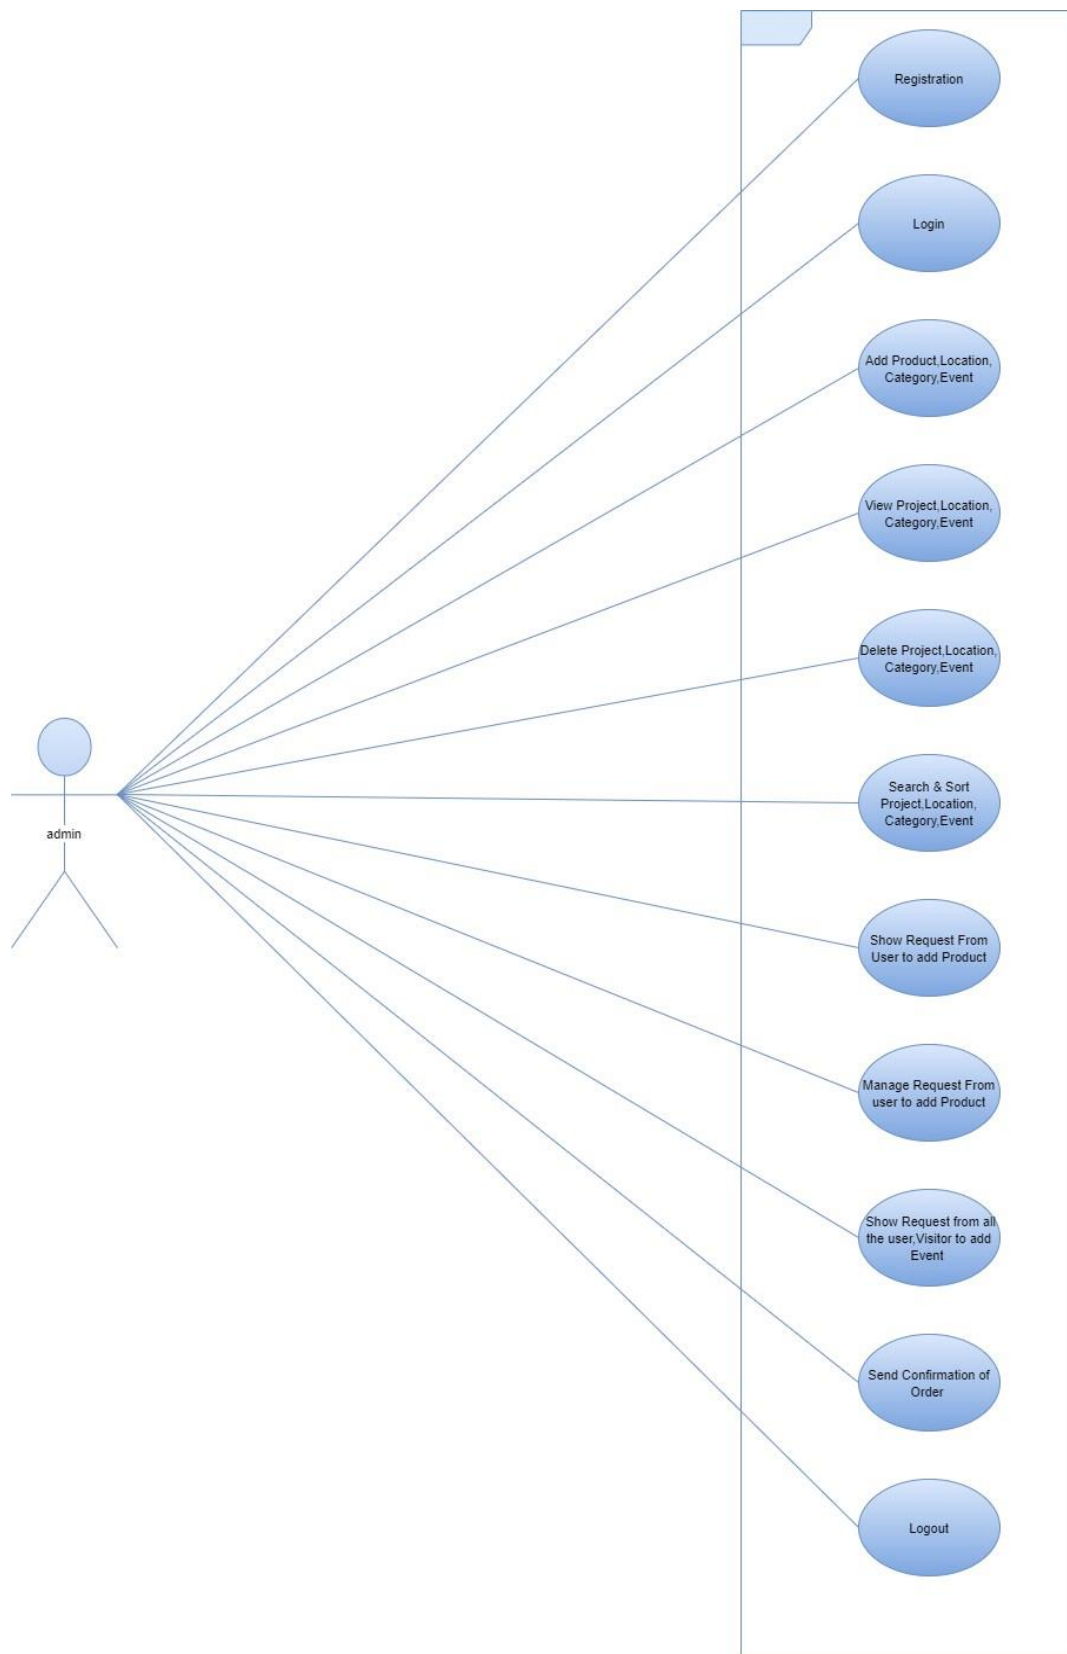 Registration
Login
Add Product,Location,
Category,Event
View Project,Location,
Category,Event
Delete Project,Location,
Category,Event
Search & Sort
Project,Location,
Category,Event
admin
Show Request From
User to add Product
Manage Request From
user to add Product
Show Request from all
the user,Visitor to add
Event
Send Confirmation of
Order
Logout